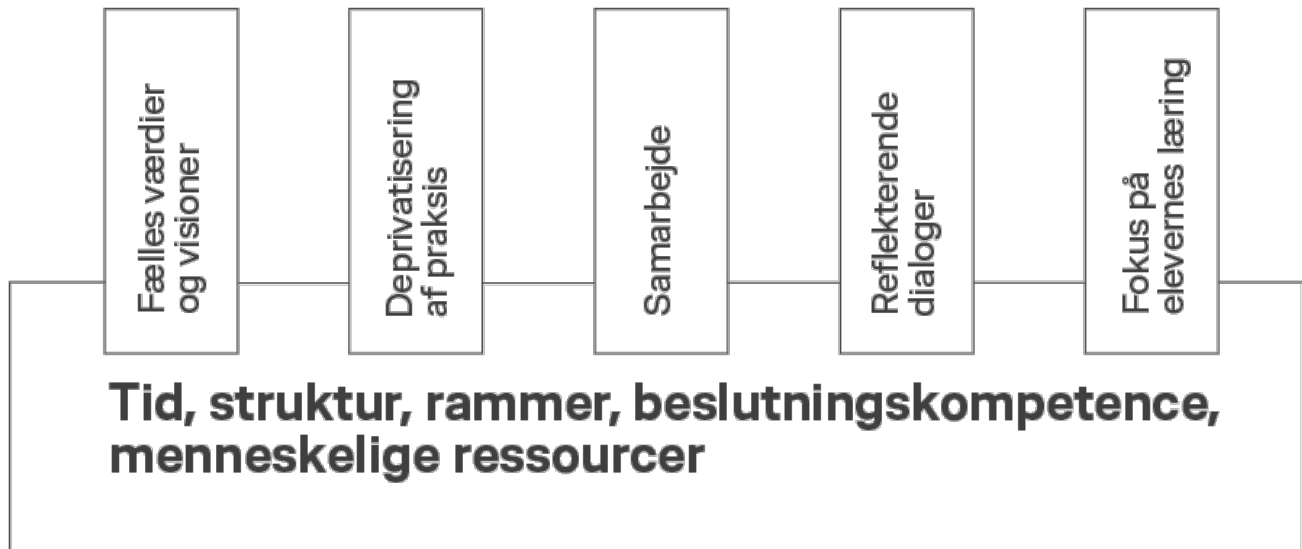 Fælles værdier
og visioner
Deprivatisering
af praksis
Samarbejde
Reflekterende
dialoger
Fokus på
elevernes læring
Tid, struktur, rammer, beslutningskompetence,
menneskelige ressourcer